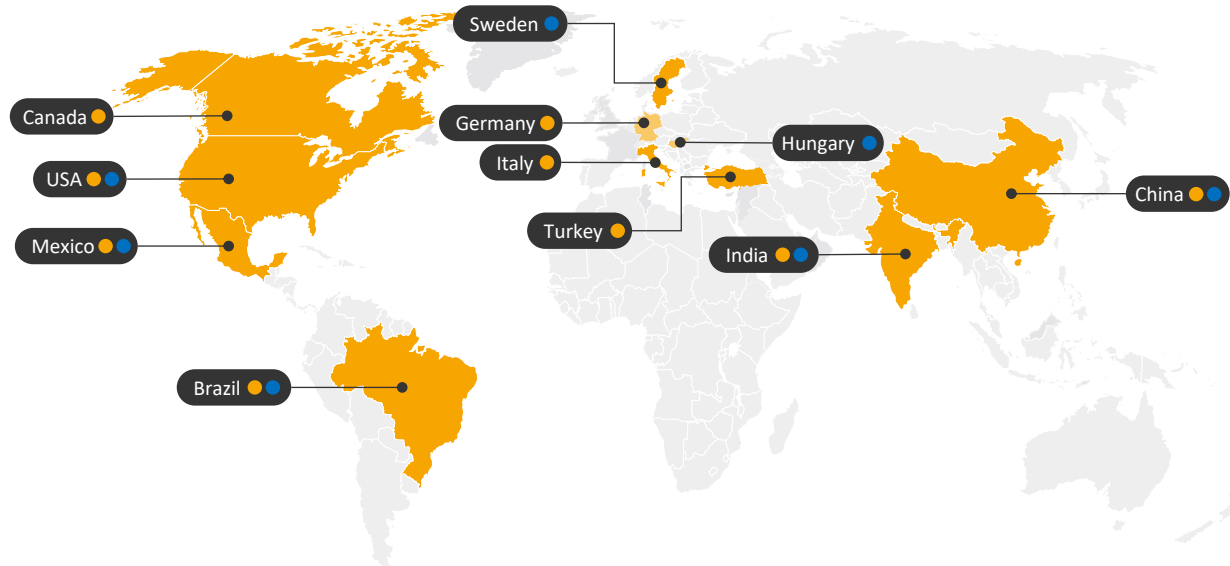 Sweden
Canada
Germany
Hungary
Italy
USA
China
Turkey
Mexico
India
Brazil